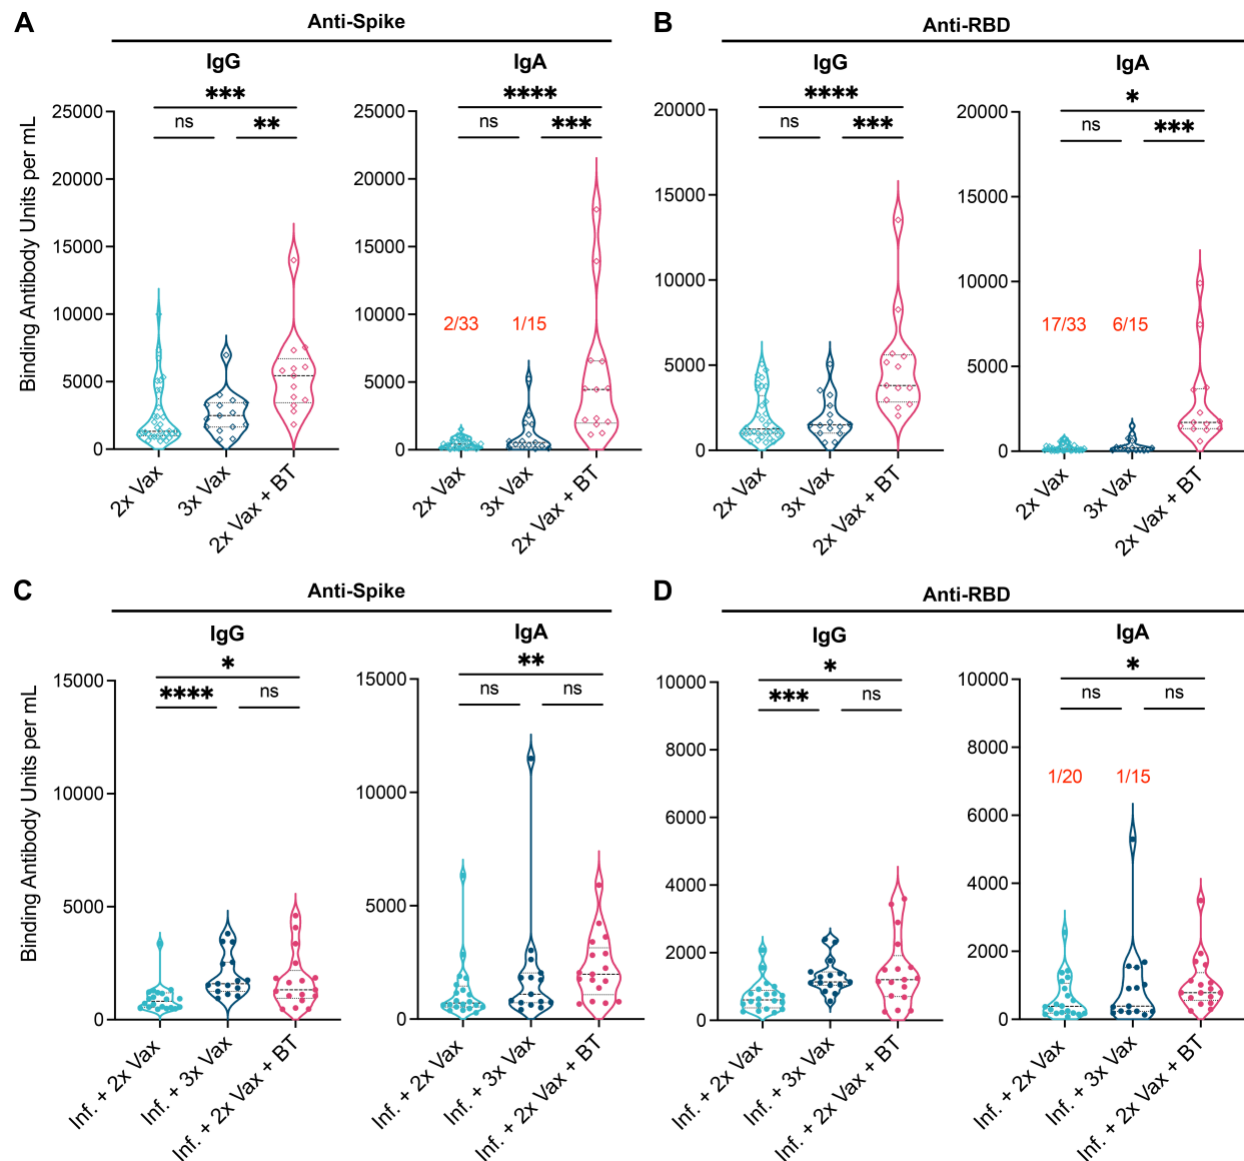 A
Anti-Spike
B
Anti-RBD
IgG
IgA
IgG
IgA
***
****
****
*
ns
**
ns
***
ns
***
ns
***
Binding Antibody Units per mL
25000
20000
15000
10000
5000
0
25000
20000
15000
10000
5000
0
2/33
1/15
20000
15000
10000
5000
0
20000
15000
10000
5000
0
17/33
6/15
2x Vax
3x Vax
2x Vax + BT
2x Vax
3x Vax
2x Vax + BT
2x Vax
3x Vax
2x Vax + BT
2x Vax
3x Vax
2x Vax + BT
C
Anti-Spike
D
Anti-RBD
IgG
IgA
IgG
IgA
*
**
*
*
****
ns
ns
ns
***
ns
ns
ns
Binding Antibody Units per mL
15000
10000
5000
0
15000
10000
5000
0
10000
8000
6000
4000
2000
0
10000
8000
6000
4000
2000
0
1/20
1/15
Inf. + 2x Vax
Inf. + 3x Vax
Inf. + 2x Vax + BT
Inf. + 2x Vax
Inf. + 3x Vax
Inf. + 2x Vax + BT
Inf. + 2x Vax
Inf. + 3x Vax
Inf. + 2x Vax + BT
Inf. + 2x Vax
Inf. + 3x Vax
Inf. + 2x Vax + BT